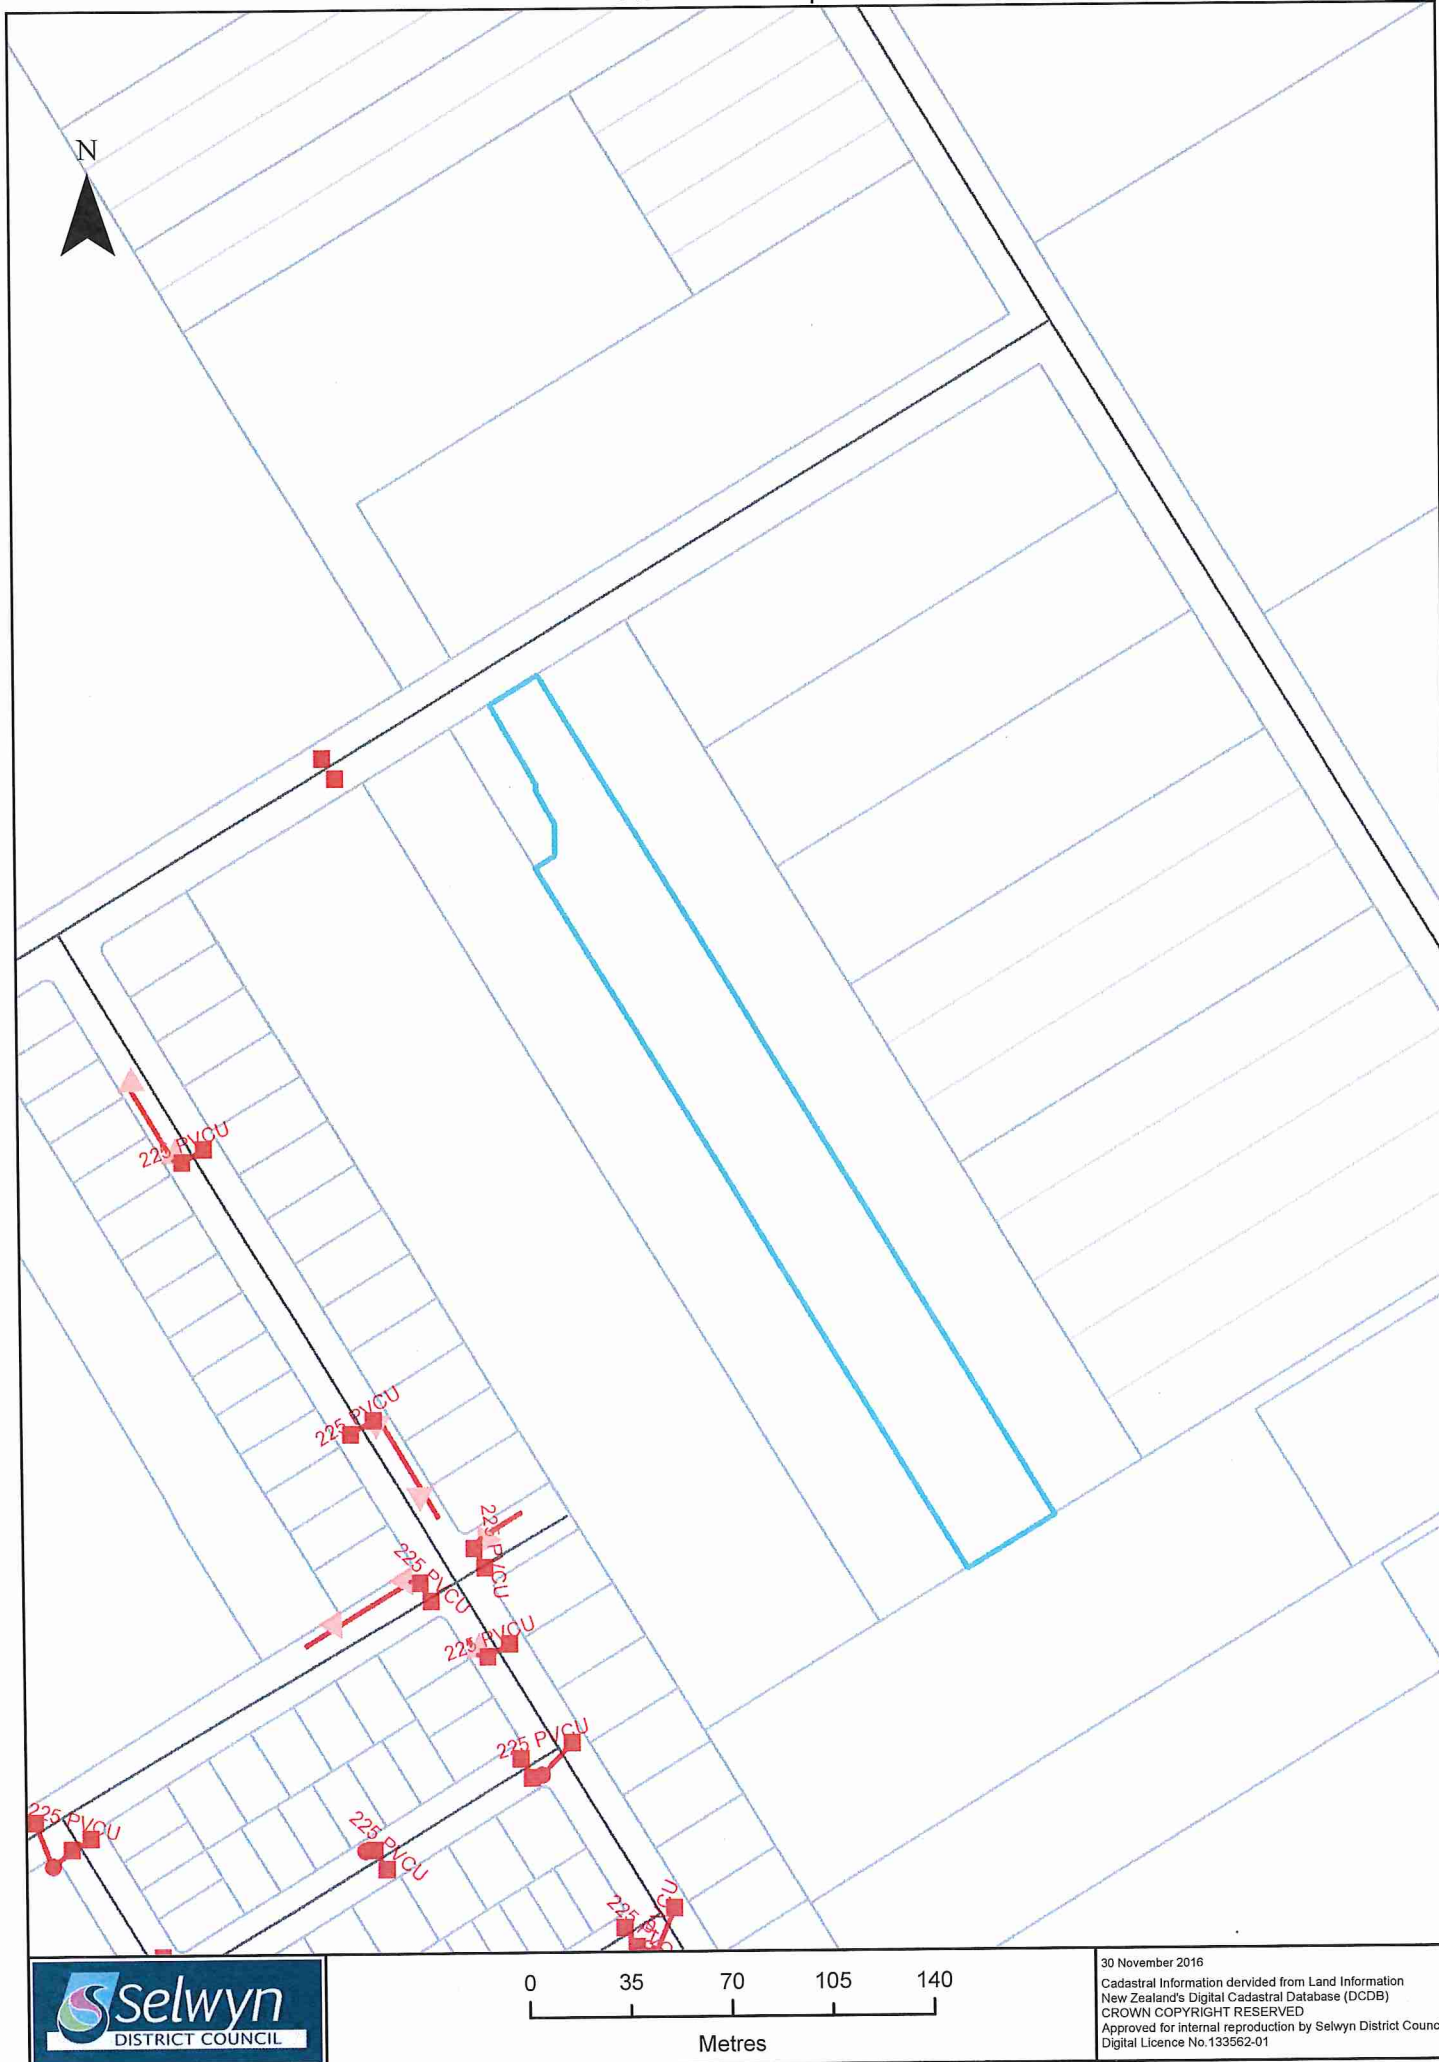 N
225 PVCU
225 PVCU
225 PVCU
225 PVCU
225 PVCU
225 PVCU
225 PVCU
225 PVCU
Selwyn
DISTRICT COUNCIL
0 35 70 105 140
Metres
30 November 2016
Cadastral Information dervided from Land Information
New Zealand's Digital Cadastral Database (DCDB)
CROWN COPYRIGHT RESERVED
Approved for internal reproduction by Selwyn District Counc
Digital Licence No.133562-01